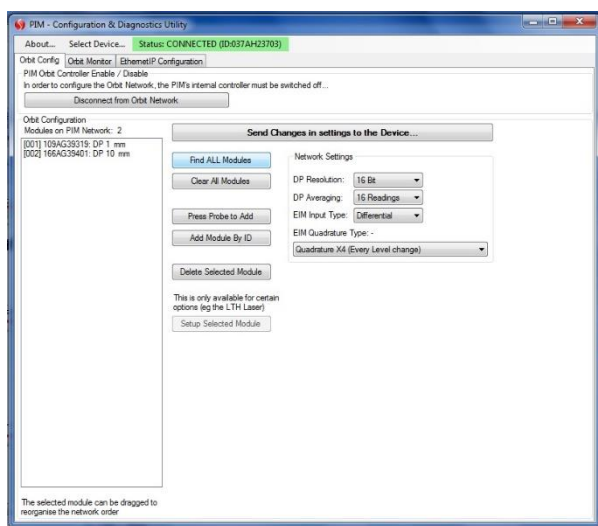 PIM - Configuration & Diagnostics Utility
About... Select Device... Status: CONNECTED (ID:037AH23703)
Orbit Config Orbit Monitor EthernetIP Configuration
PIM Orbit Controller Enable / Disable
In order to configure the Orbit Network, the PIM's internal controller must be switched off...
Disconnect from Orbit Network
Orbit Configuration
Modules on PIM Network: 2
[001] 109AG39319: DP 1 mm
[002] 166AG39401: DP 10 mm
Send Changes in settings to the Device...
Find ALL Modules
Clear All Modules
Press Probe to Add
Add Module By ID
Delete Selected Module
This is only available for certain
options (eg the LTH Laser)
Setup Selected Module
Network Settings
DP Resolution: 16 Bit
DP Averaging: 16 Readings
EIM Input Type: Differential
EIM Quadrature Type: -
Quadrature X4 (Every Level change)
The selected module can be dragged to
reorganise the network order